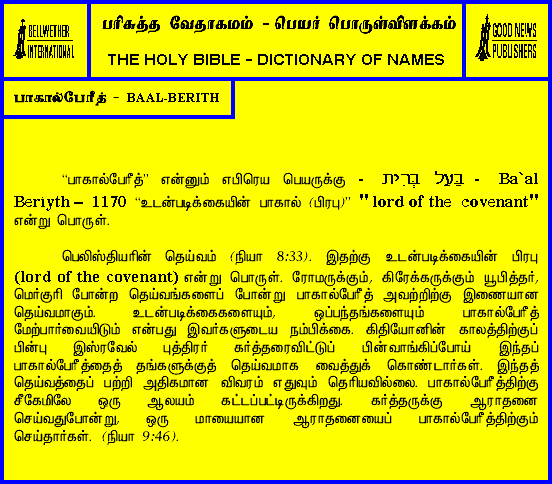 BELLWETHER
INTERNATIONAL
பரிசுத்த வேதாகமம் - பெயர் பொருள்விளக்கம்
THE HOLY BIBLE - DICTIONARY OF NAMES
GOOD NEWS
PUBLISHERS
பாகால்பேரீத் - BAAL-BERITH
“பாகால்பேரீத்” என்னும் எபிரெய பெயருக்கு - בַּעַל בְּרִית - Ba`al
Beriyth – 1170 “உடன்படிக்கையின் பாகால் (பிரபு)” "lord of the covenant"
என்று பொருள்.
பெலிஸ்தியரின் தெய்வம் (நியா 8:33). இதற்கு உடன்படிக்கையின் பிரபு
(lord of the covenant) என்று பொருள். ரோமருக்கும், கிரேக்கருக்கும் யூபித்தர்,
மெர்குரி போன்ற தெய்வங்களைப் போன்று பாகால்பேரீத் அவற்றிற்கு இணையான
தெய்வமாகும். உடன்படிக்கைகளையும், ஒப்பந்தங்களையும் பாகால்பேரீத்
மேற்பார்வையிடும் என்பது இவர்களுடைய நம்பிக்கை. கிதியோனின் காலத்திற்குப்
பின்பு இஸ்ரவேல் புத்திரர் கர்த்தரைவிட்டுப் பின்வாங்கிப்போய் இந்தப்
பாகால்பேரீத்தைத் தங்களுக்குத் தெய்வமாக வைத்துக் கொண்டார்கள். இந்தத்
தெய்வத்தைப் பற்றி அதிகமான விவரம் எதுவும் தெரியவில்லை. பாகால்பேரீத்திற்கு
சீகேமிலே ஒரு ஆலயம் கட்டப்பட்டிருக்கிறது. கர்த்தருக்கு ஆராதனை
செய்வதுபோன்று, ஒரு மாயையான ஆராதனையைப் பாகால்பேரீத்திற்கும்
செய்தார்கள். (நியா 9:46).